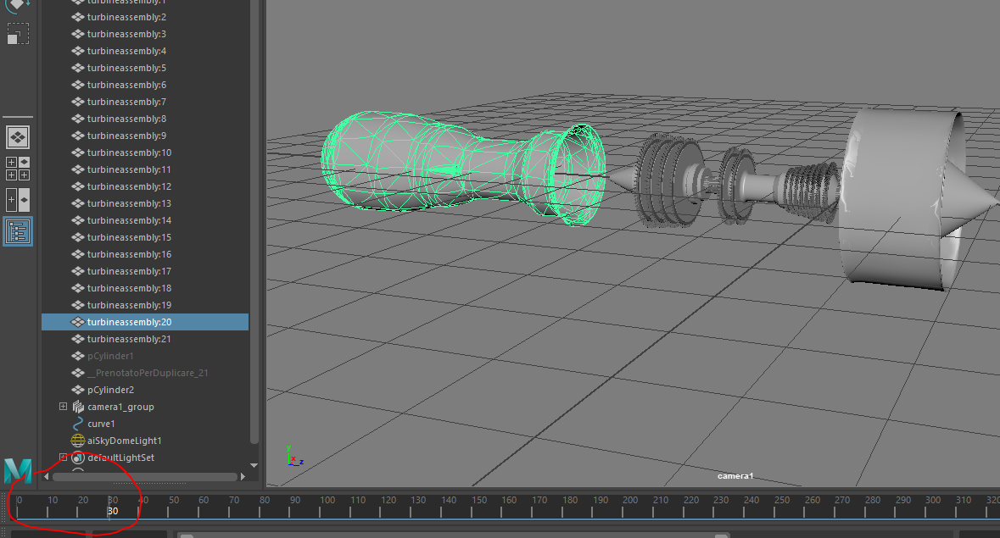 turbineassembly:1
turbineassembly:2
turbineassembly:3
turbineassembly:4
turbineassembly:5
turbineassembly:6
turbineassembly:7
turbineassembly:8
turbineassembly:9
turbineassembly:10
turbineassembly:11
turbineassembly:12
turbineassembly:13
turbineassembly:14
turbineassembly:15
turbineassembly:16
turbineassembly:17
turbineassembly:18
turbineassembly:19
turbineassembly:20
turbineassembly:21
pCylinder1
__PrenotatoPerDuplicare_21
pCylinder2
camera1_group
curve1
aiSkyDomeLight1
defaultLightSet
y
x
z
camera1
M
0 10 20 30 40 50 60 70 80 90 100 110 120 130 140 150 160 170 180 190 200 210 220 230 240 250 260 270 280 290 300 310 320
30